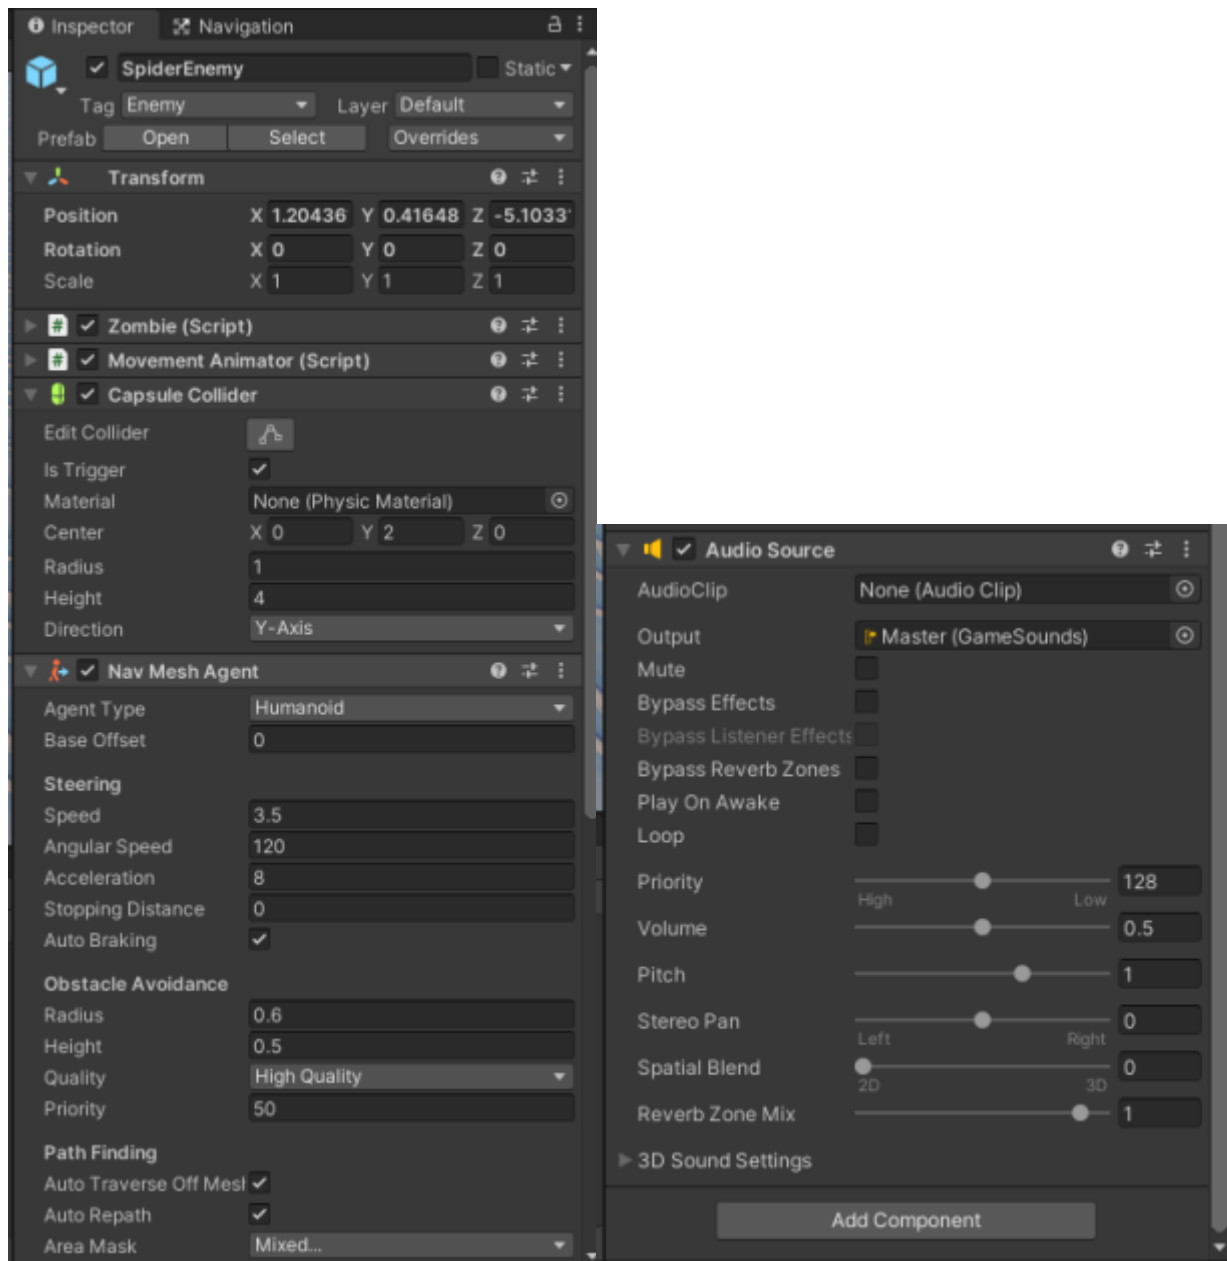 Inspector Navigation
SpiderEnemy Static
Tag Enemy Layer Default
Prefab Open Select Overrides
Transform
Position X 1.20436 Y 0.41648 Z -5.1033
Rotation X 0 Y 0 Z 0
Scale X 1 Y 1 Z 1
# Zombie (Script)
# Movement Animator (Script)
Capsule Collider
Edit Collider
Is Trigger
Material None (Physic Material)
Center X 0 Y 2 Z 0
Radius 1
Height 4
Direction Y-Axis
Nav Mesh Agent
Agent Type Humanoid
Base Offset 0
Steering
Speed 3.5
Angular Speed 120
Acceleration 8
Stopping Distance 0
Auto Braking
Obstacle Avoidance
Radius 0.6
Height 0.5
Quality High Quality
Priority 50
Path Finding
Auto Traverse Off Mesl
Auto Repath
Area Mask Mixed...
Audio Source
AudioClip None (Audio Clip)
Output Master (GameSounds)
Mute
Bypass Effects
Bypass Listener Effects
Bypass Reverb Zones
Play On Awake
Loop
Priority 128
High Low
Volume 0.5
Pitch 1
Stereo Pan 0
Left Right
Spatial Blend 0
2D 3D
Reverb Zone Mix 1
3D Sound Settings
Add Component